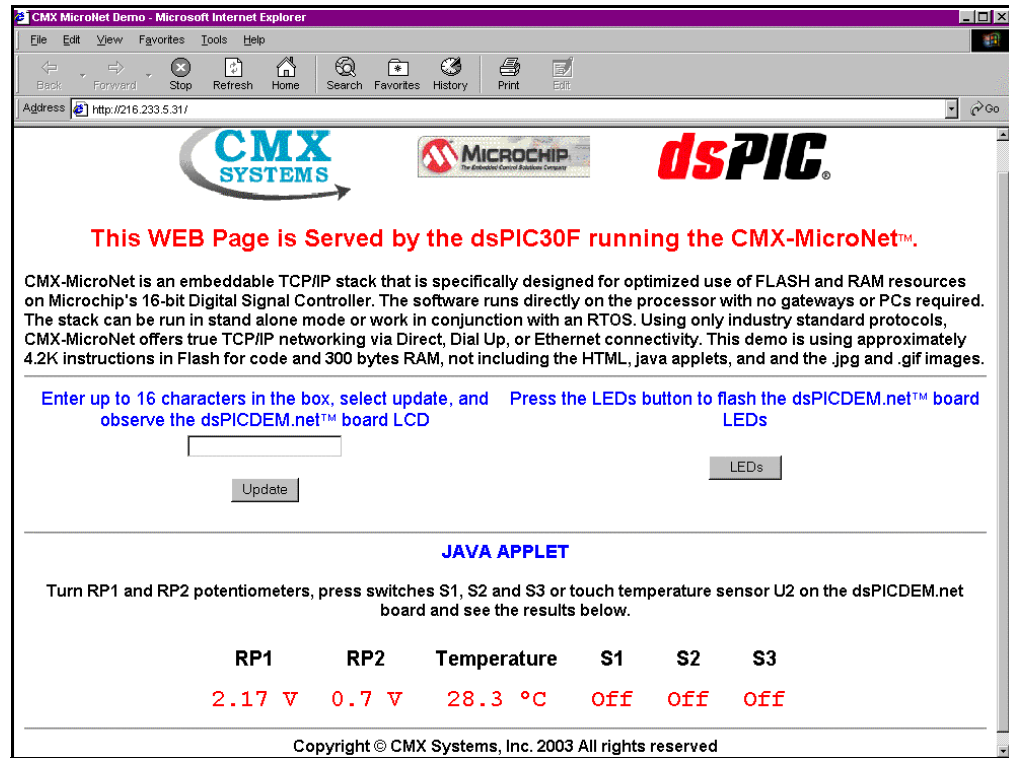 CMX MicroNet Demo - Microsoft Internet Explorer
File Edit View Favorites Tools Help
Back Forward Stop Refresh Home Search Favorites History Print Edit
Address http://216.233.5.31/ Go
CMX SYSTEMS
MICROCHIP
The Embedded Control Solutions Company
dsPIC®
This WEB Page is Served by the dsPIC30F running the CMX-MicroNet™.
CMX-MicroNet is an embeddable TCP/IP stack that is specifically designed for optimized use of FLASH and RAM resources
on Microchip's 16-bit Digital Signal Controller. The software runs directly on the processor with no gateways or PCs required.
The stack can be run in stand alone mode or work in conjunction with an RTOS. Using only industry standard protocols,
CMX-MicroNet offers true TCP/IP networking via Direct, Dial Up, or Ethernet connectivity. This demo is using approximately
4.2K instructions in Flash for code and 300 bytes RAM, not including the HTML, java applets, and and the .jpg and .gif images.
Enter up to 16 characters in the box, select update, and
observe the dsPICDEM.net™ board LCD
Update
Press the LEDs button to flash the dsPICDEM.net™ board
LEDs
LEDs
JAVA APPLET
Turn RP1 and RP2 potentiometers, press switches S1, S2 and S3 or touch temperature sensor U2 on the dsPICDEM.net
board and see the results below.
RP1 RP2 Temperature S1 S2 S3
2.17 V 0.7 V 28.3 °C Off Off Off
Copyright © CMX Systems, Inc. 2003 All rights reserved